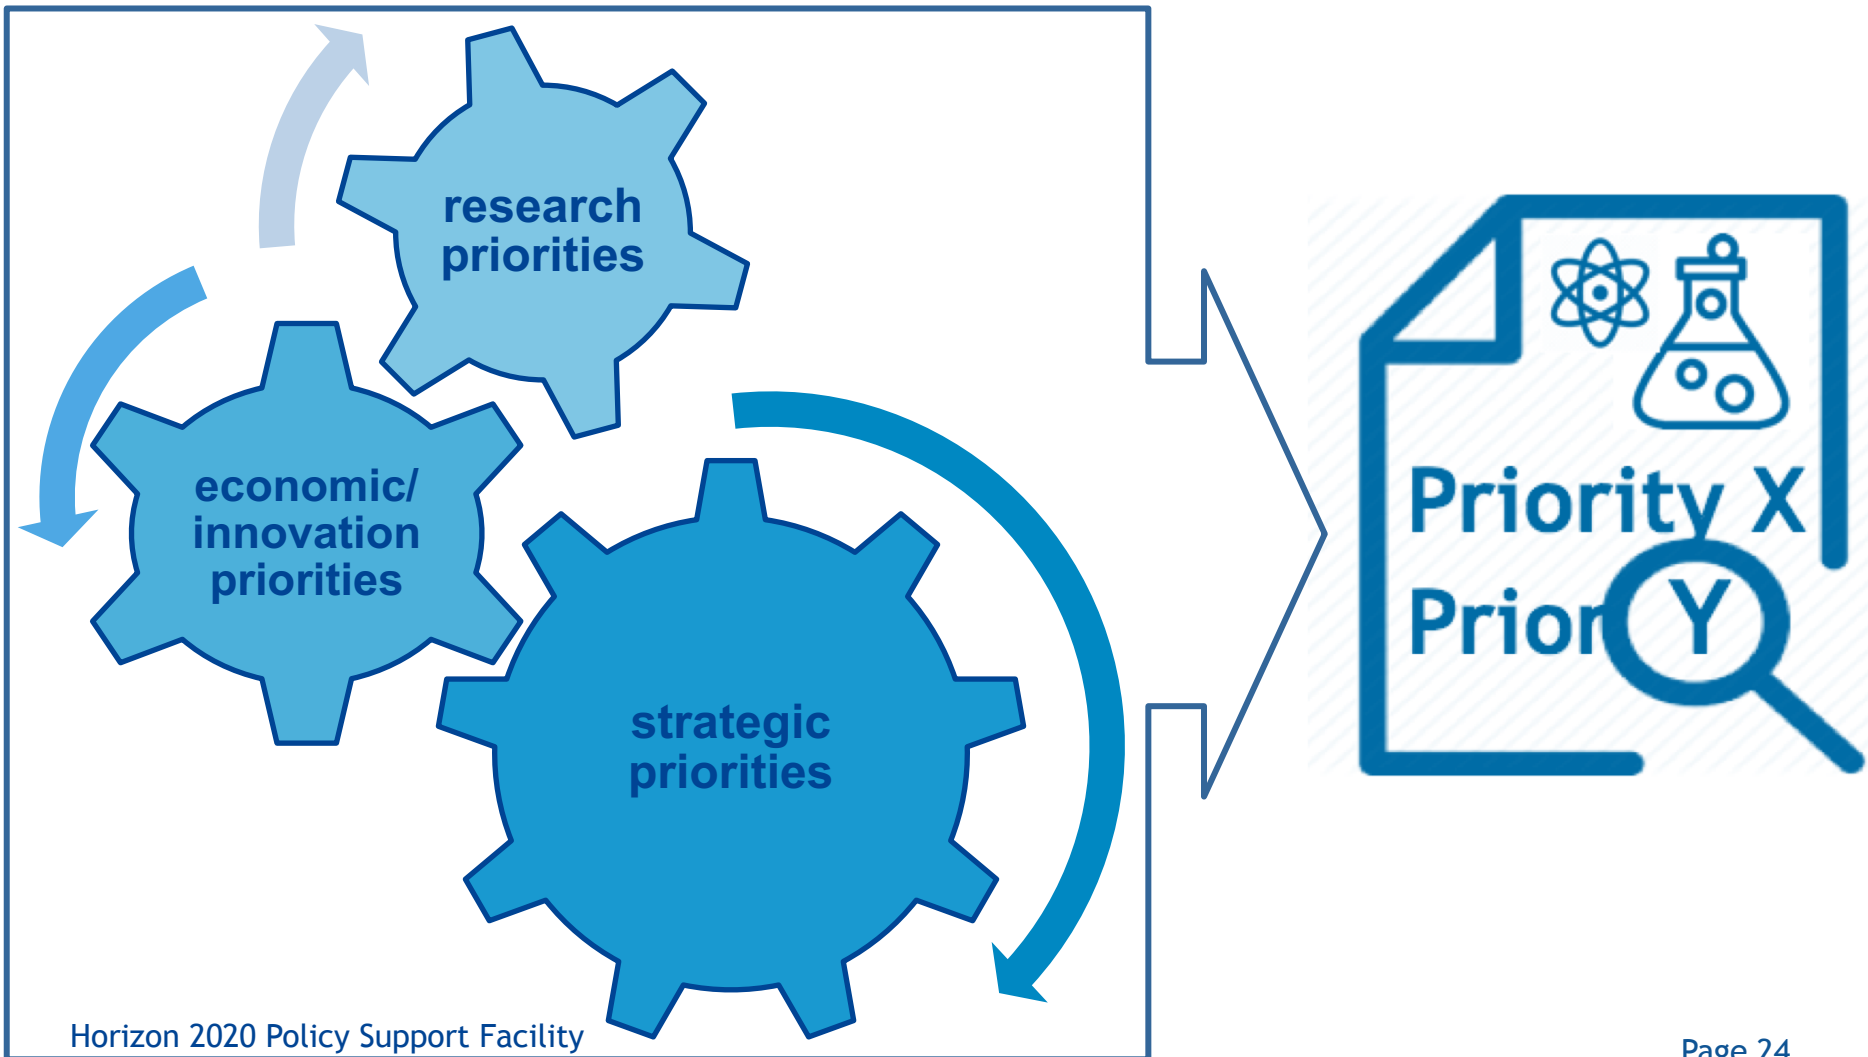 research
priorities
economic/
innovation
priorities
strategic
priorities
Priority X
Prior Y
Horizon 2020 Policy Support Facility
Page 24